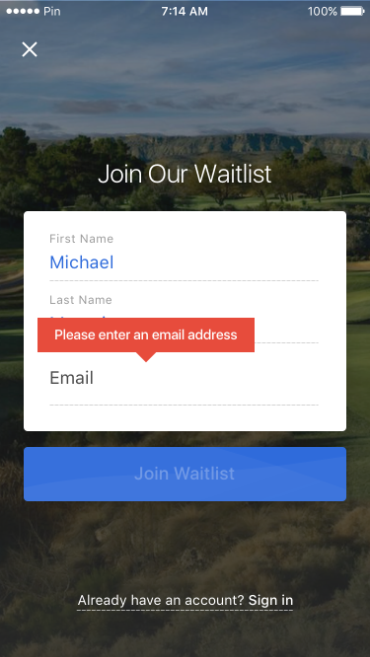 Pin 7:14 AM 100%
Join Our Waitlist
First Name
Michael
Last Name
Please enter an email address
Email
Join Waitlist
Already have an account? Sign in